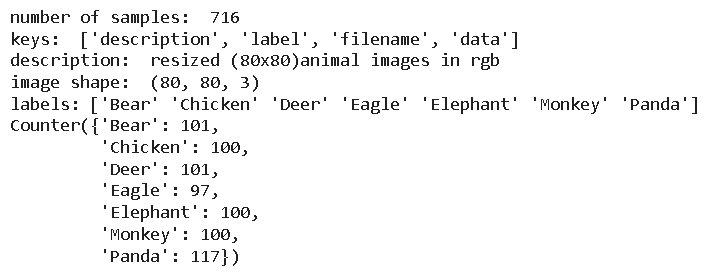 number of samples:  716
keys:  ['description', 'label', 'filename', 'data']
description:  resized (80x80)animal images in rgb
image shape:  (80, 80, 3)
labels: ['Bear' 'Chicken' 'Deer' 'Eagle' 'Elephant' 'Monkey' 'Panda']
Counter({'Bear': 101,
         'Chicken': 100,
         'Deer': 101,
         'Eagle': 97,
         'Elephant': 100,
         'Monkey': 100,
         'Panda': 117})